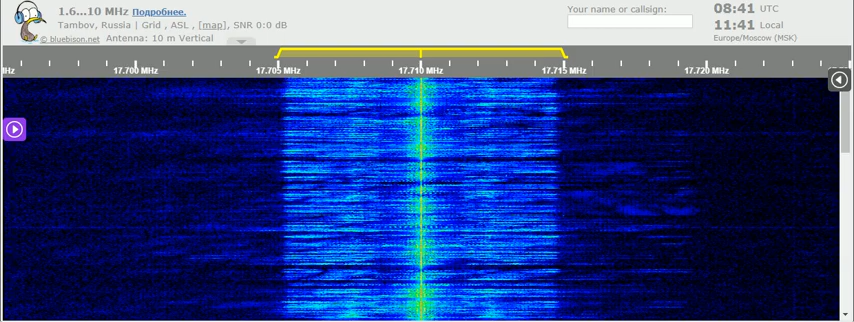 1.6...10 MHz Подробнее.
Tambov, Russia | Grid , ASL , [map], SNR 0:0 dB
© bluebison.net Antenna: 10 m Vertical
Your name or callsign:
08:41 UTC
11:41 Local
Europe/Moscow (MSK)
Hz 17.700 MHz 17.705 MHz 17.710 MHz 17.715 MHz 17.720 MHz